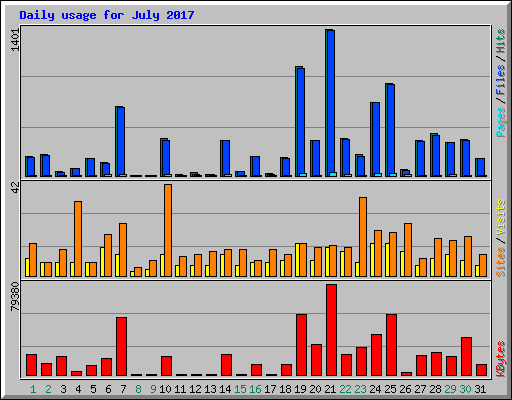 Daily usage for July 2017
1401
Pages / Files / Hits
42
Sites / Visits
79380
KBytes
1 2 3 4 5 6 7 8 9 10 11 12 13 14 15 16 17 18 19 20 21 22 23 24 25 26 27 28 29 30 31